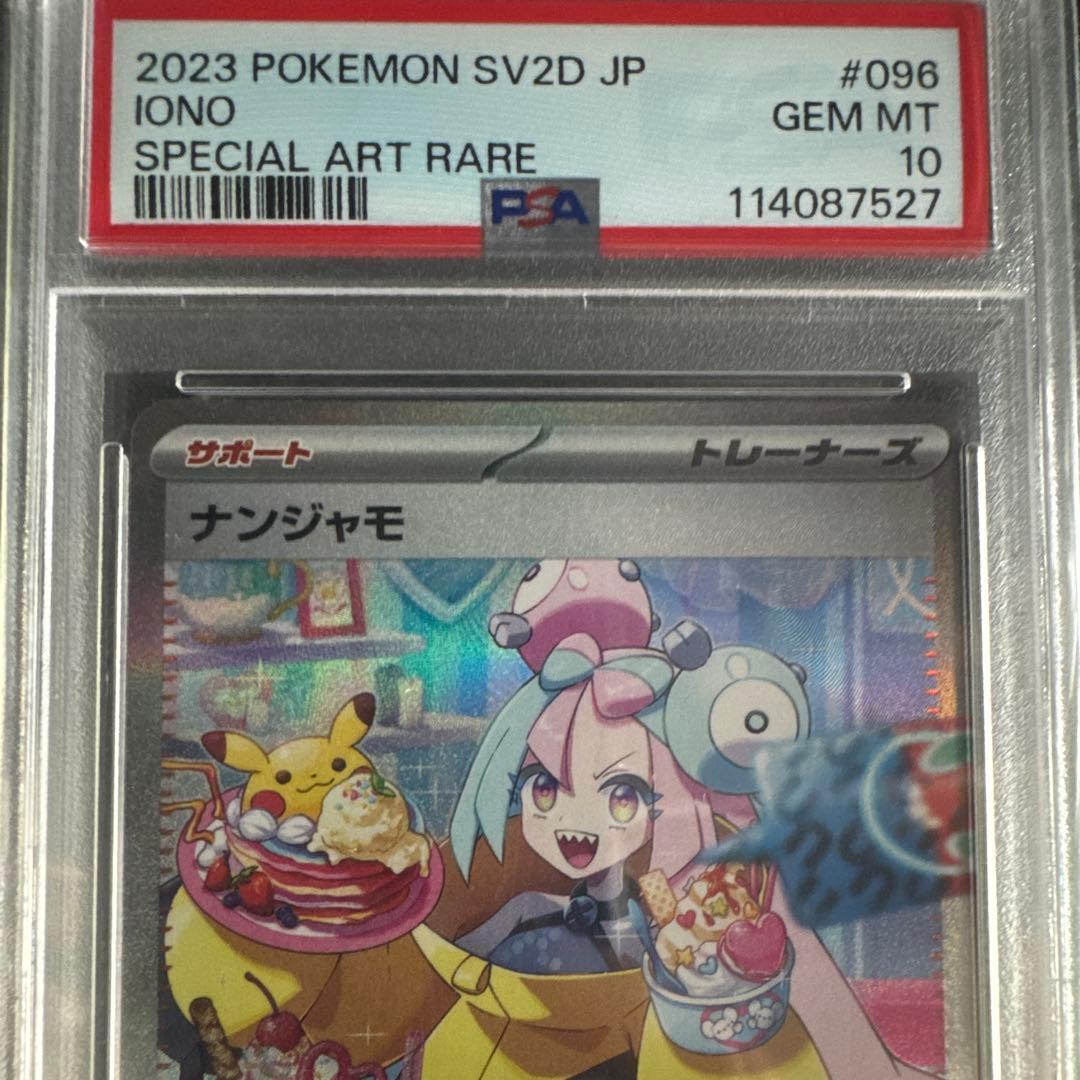 2023 POKEMON SV2D JP #096
IONO GEM MT
SPECIAL ART RARE 10
PSA 114087527
サポート トレーナーズ
ナンジャモ